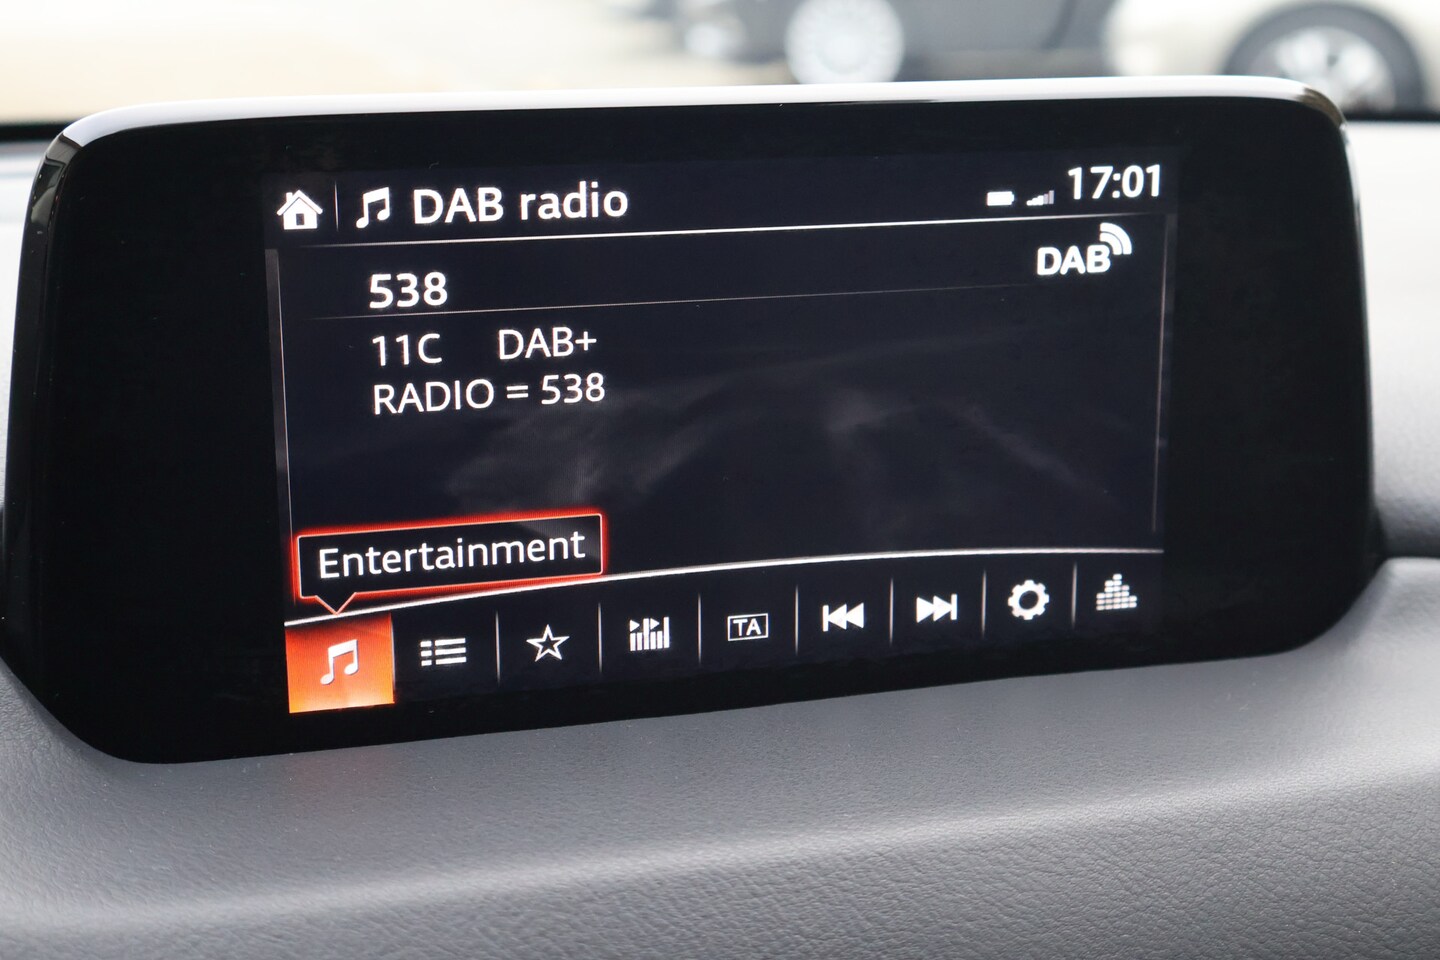 DAB radio
17:01
DAB
538
11C DAB+
RADIO = 538
Entertainment
TA